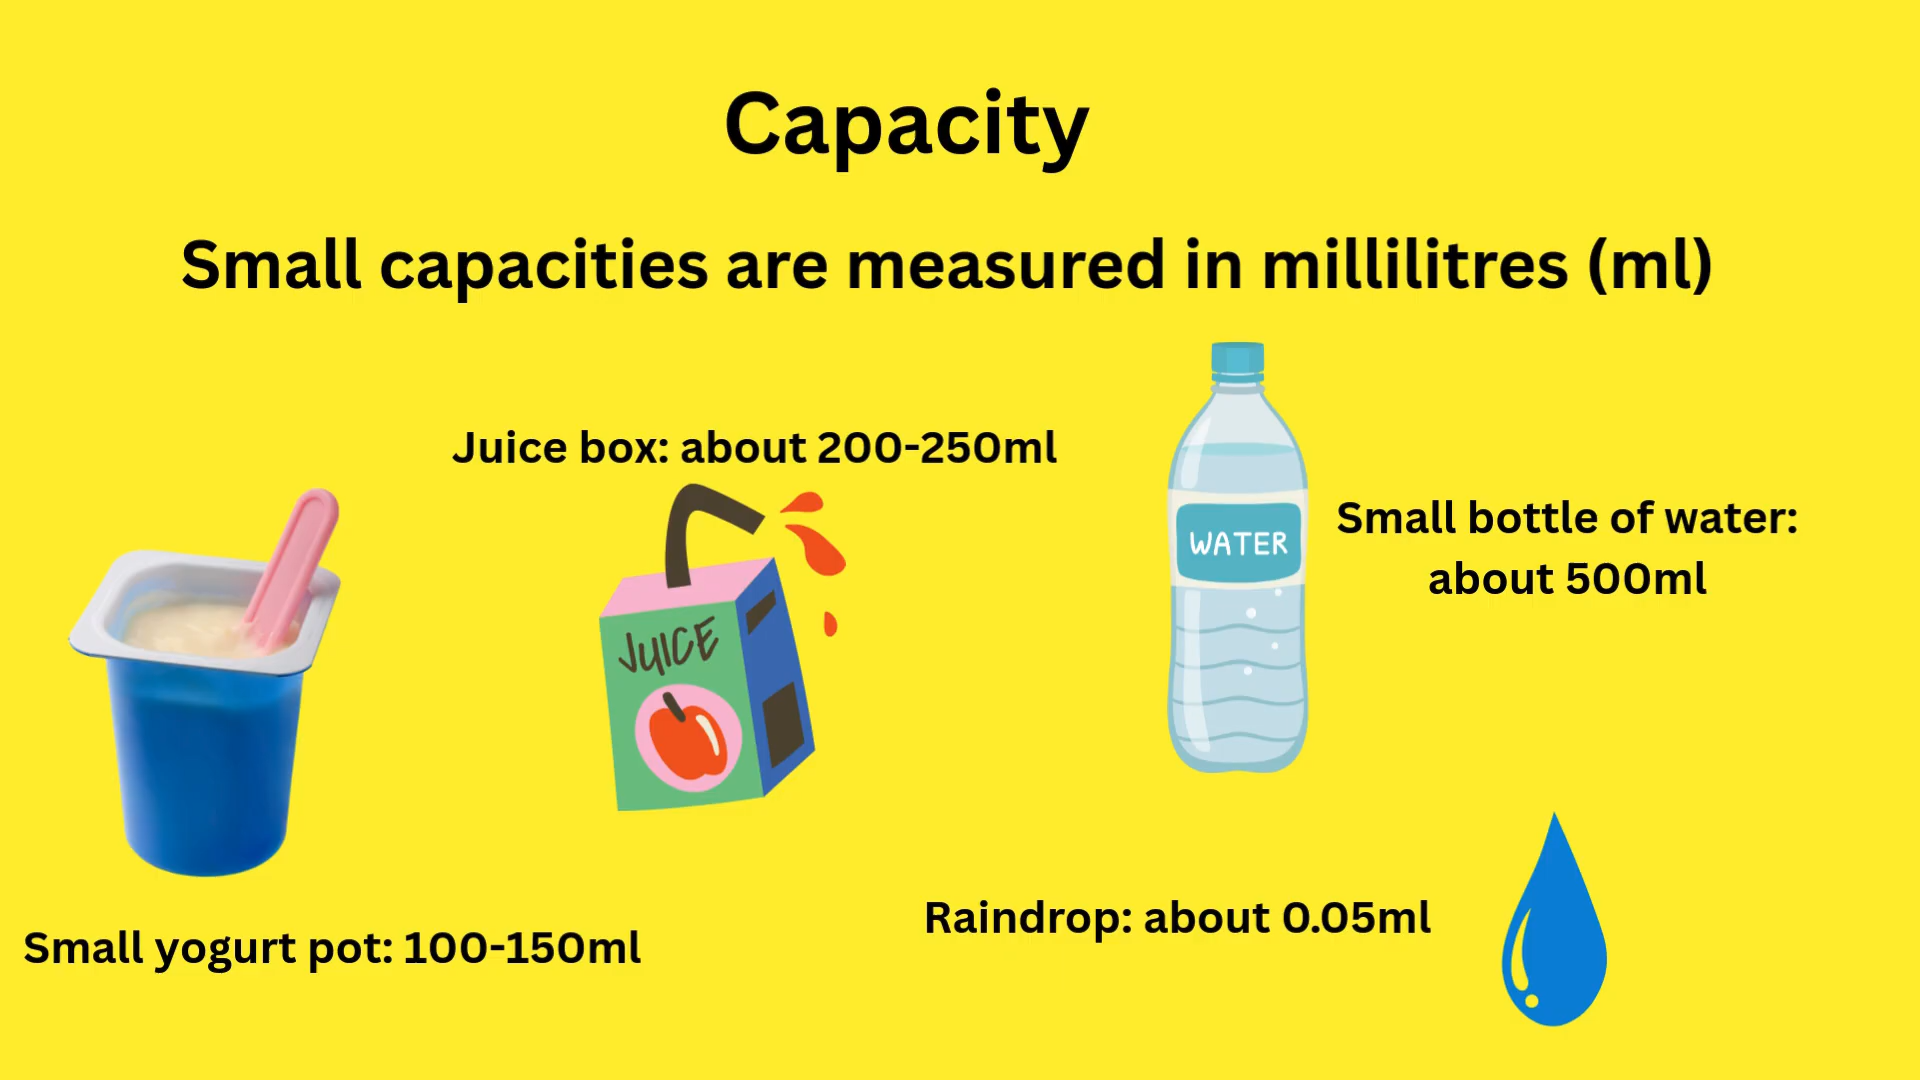 Capacity
Small capacities are measured in millilitres (ml)
Juice box: about 200-250ml
JUICE
WATER
Small bottle of water:
about 500ml
Small yogurt pot: 100-150ml
Raindrop: about 0.05ml